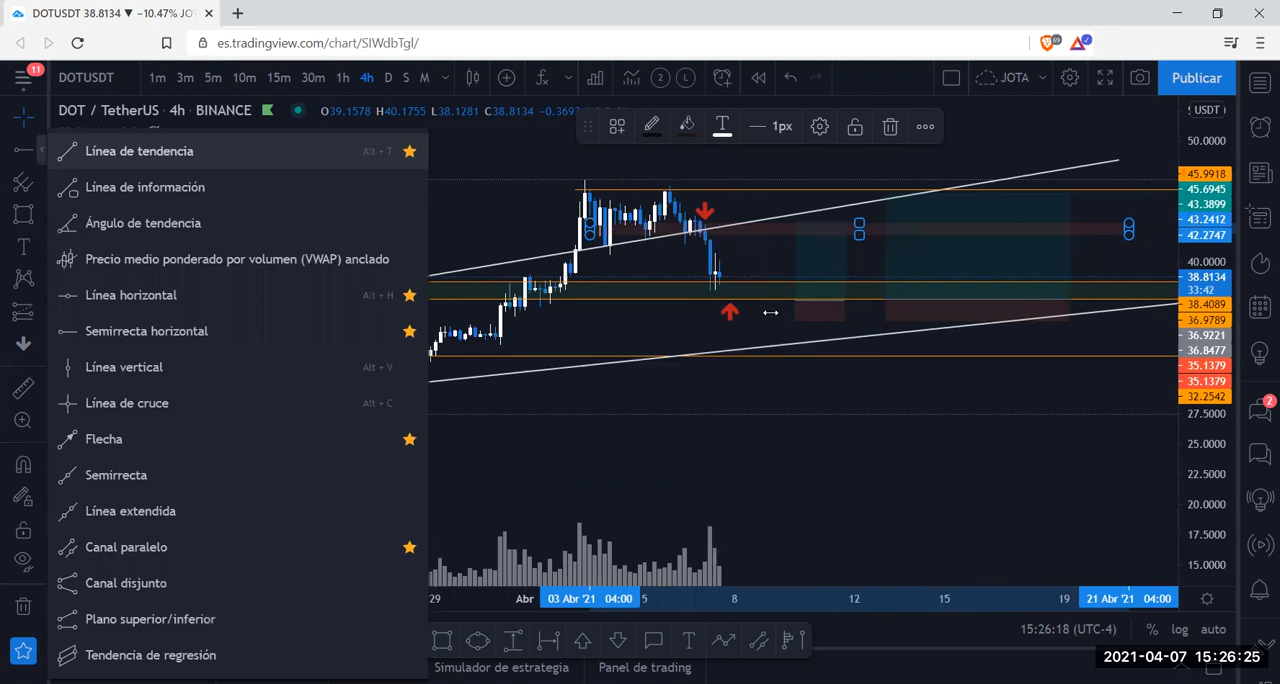 DOTUSDT 38.8134 ▼ −10.47% JO
es.tradingview.com/chart/SIWdbTgl/
69
11
DOTUSDT 1m 3m 5m 10m 15m 30m 1h 4h D S M 2 L JOTA Publicar
DOT / TetherUS · 4h · BINANCE O39.1578 H40.1755 L38.1281 C38.8134
USDT
1px
50.0000
45.9918
45.6945
43.3899
43.2412
42.2747
40.0000
38.8134
33:42
38.4089
36.9789
36.9221
36.8477
35.1379
35.1379
32.2542
27.5000
25.0000
22.5000
20.0000
17.5000
15.0000
2
Línea de tendencia Alt + T
Línea de información
Ángulo de tendencia
Precio medio ponderado por volumen (VWAP) anclado
Línea horizontal Alt + H
Semirrecta horizontal
Línea vertical Alt + V
Línea de cruce Alt + C
Flecha
Semirrecta
Línea extendida
Canal paralelo
Canal disjunto
Plano superior/inferior
Tendencia de regresión
29 Abr 03 Abr '21 04:00 5 8 12 15 19 21 Abr '21 04:00
15:26:18 (UTC-4) % log auto
Simulador de estrategia Panel de trading
2021-04-07 15:26:25